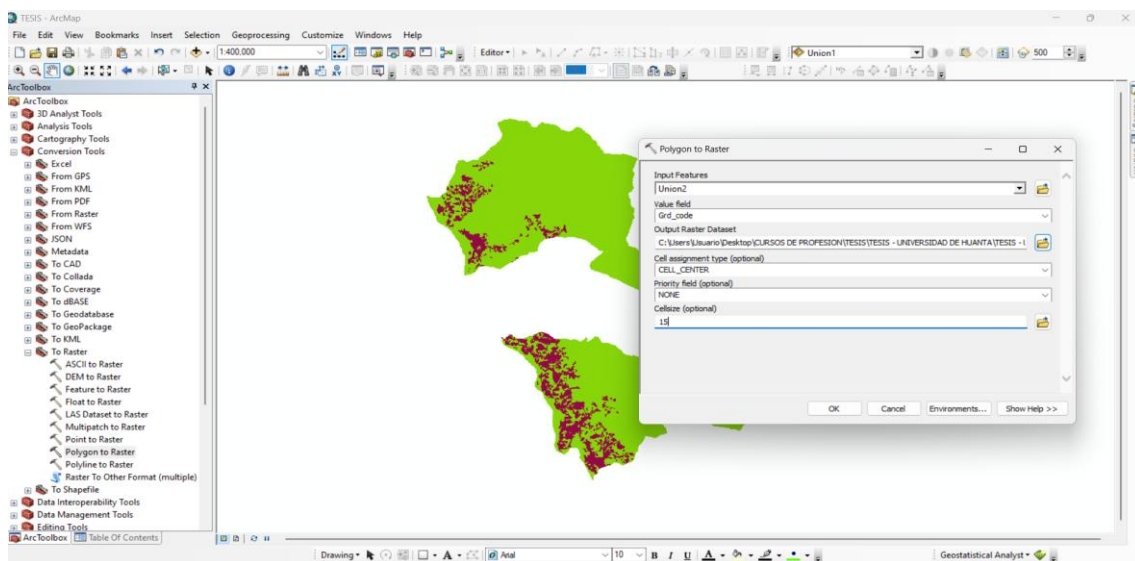 TESIS - ArcMap
File Edit View Bookmarks Insert Selection Geoprocessing Customize Windows Help
1:400,000
Editor
Union1
500
ArcToolbox
ArcToolbox
3D Analyst Tools
Analysis Tools
Cartography Tools
Conversion Tools
Excel
From GPS
From KML
From PDF
From Raster
From WFS
JSON
Metadata
To CAD
To Collada
To Coverage
To dBASE
To Geodatabase
To GeoPackage
To KML
To Raster
ASCII to Raster
DEM to Raster
Feature to Raster
Float to Raster
LAS Dataset to Raster
Multipatch to Raster
Point to Raster
Polygon to Raster
Polyline to Raster
Raster To Other Format (multiple)
To Shapefile
Data Interoperability Tools
Data Management Tools
Editing Tools
ArcToolbox Table Of Contents
Polygon to Raster
Input Features
Union2
Value field
Grd_code
Output Raster Dataset
C:\Users\Usuario\Desktop\CURSOS DE PROFESION\TESIS\TESIS - UNIVERSIDAD DE HUANTA\TESIS - U
Cell assignment type (optional)
CELL_CENTER
Priority field (optional)
NONE
Cellsize (optional)
15
OK Cancel Environments... Show Help >>
Drawing A Arial 10 B I U A
Geostatistical Analyst